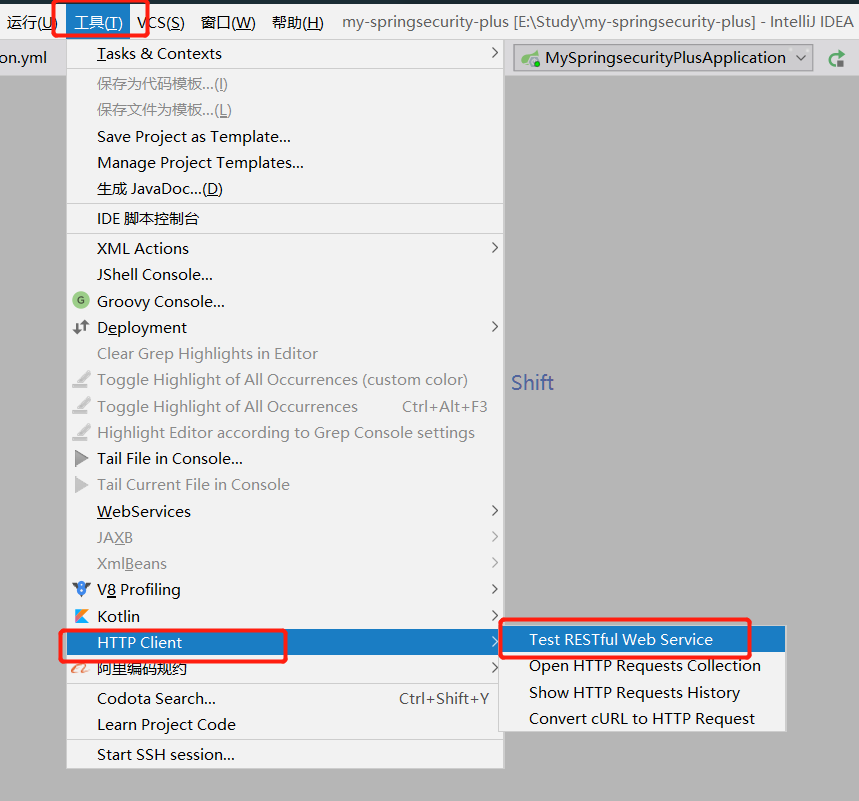 运行(U) 工具(T) VCS(S) 窗口(W) 帮助(H) my-springsecurity-plus [E:\Study\my-springsecurity-plus] - IntelliJ IDEA
on.yml
MySpringsecurityPlusApplication
Tasks & Contexts
保存为代码模板...(I)
保存文件为模板...(L)
Save Project as Template...
Manage Project Templates...
生成 JavaDoc...(D)
IDE 脚本控制台
XML Actions
JShell Console...
G Groovy Console...
Deployment
Clear Grep Highlights in Editor
Toggle Highlight of All Occurrences (custom color)
Shift
Toggle Highlight of All Occurrences Ctrl+Alt+F3
Highlight Editor according to Grep Console settings
Tail File in Console...
Tail Current File in Console
WebServices
JAXB
XmlBeans
V8 Profiling
Kotlin
HTTP Client
Test RESTful Web Service
阿里编码规约
Open HTTP Requests Collection
Codota Search... Ctrl+Shift+Y
Show HTTP Requests History
Learn Project Code
Convert cURL to HTTP Request
Start SSH session...